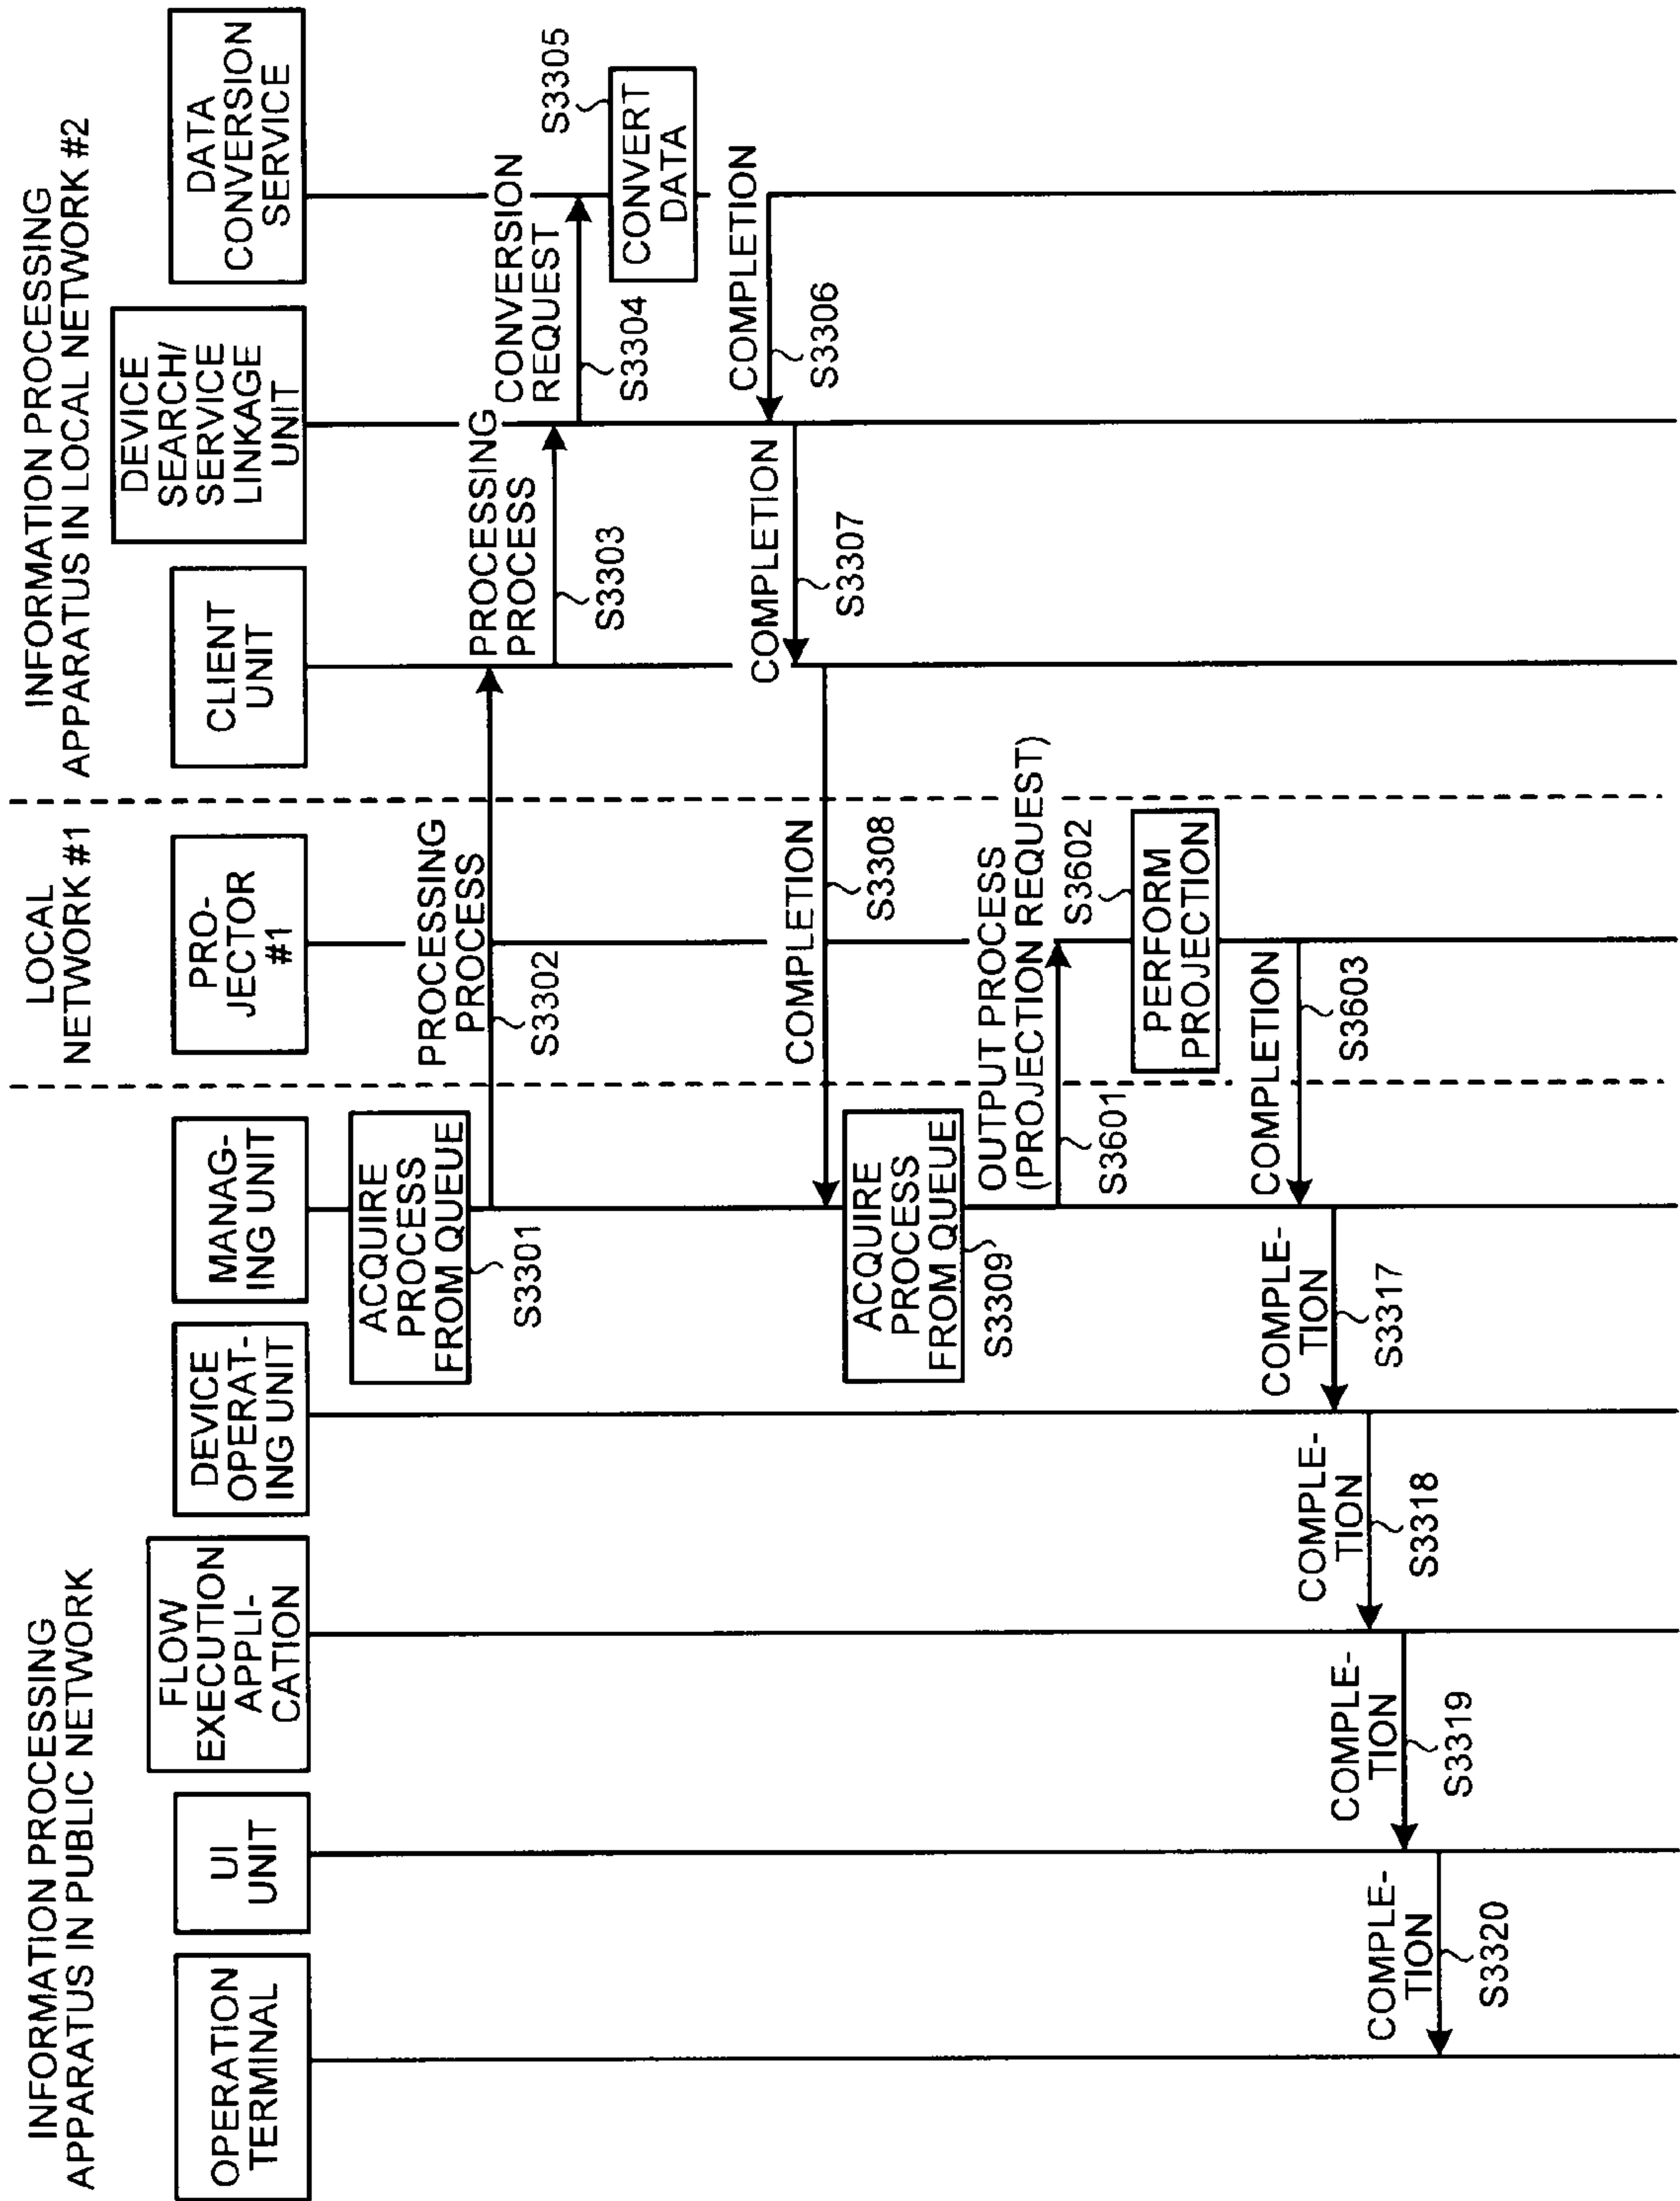 INFORMATION PROCESSING
APPARATUS IN PUBLIC NETWORK
LOCAL
NETWORK #1
INFORMATION PROCESSING
APPARATUS IN LOCAL NETWORK #2
OPERATION
TERMINAL
UI
UNIT
FLOW
EXECUTION
APPLI-
CATION
DEVICE
OPERAT-
ING UNIT
MANAG-
ING UNIT
PRO-
JECTOR
#1
CLIENT
UNIT
DEVICE
SEARCH/
SERVICE
LINKAGE
UNIT
DATA
CONVERSION
SERVICE
ACQUIRE
PROCESS
FROM QUEUE
S3301
PROCESSING
PROCESS
S3302
PROCESSING
PROCESS
S3303
CONVERSION
REQUEST
S3304
S3305
CONVERT
DATA
COMPLETION
S3306
COMPLETION
S3307
COMPLETION
S3308
ACQUIRE
PROCESS
FROM QUEUE
S3309
OUTPUT PROCESS
(PROJECTION REQUEST)
S3601
S3602
PERFORM
PROJECTION
COMPLETION
S3603
COMPLE-
TION
S3317
COMPLE-
TION
S3318
COMPLE-
TION
S3319
COMPLE-
TION
S3320